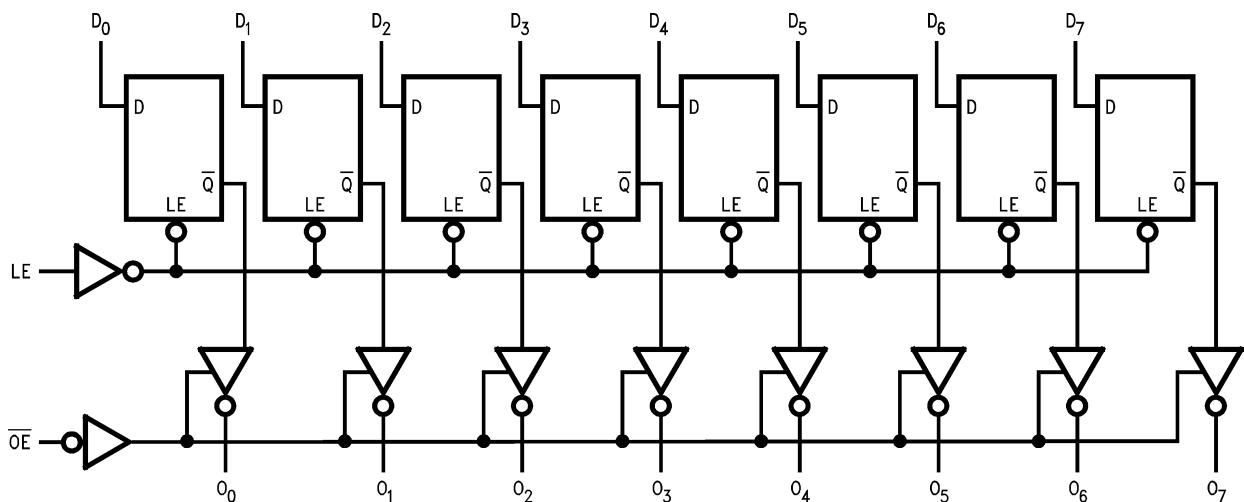 D0 D1 D2 D3 D4 D5 D6 D7
D D D D D D D D
Q̅ Q̅ Q̅ Q̅ Q̅ Q̅ Q̅ Q̅
LE LE LE LE LE LE LE LE
LE
O̅E̅
O0 O1 O2 O3 O4 O5 O6 O7